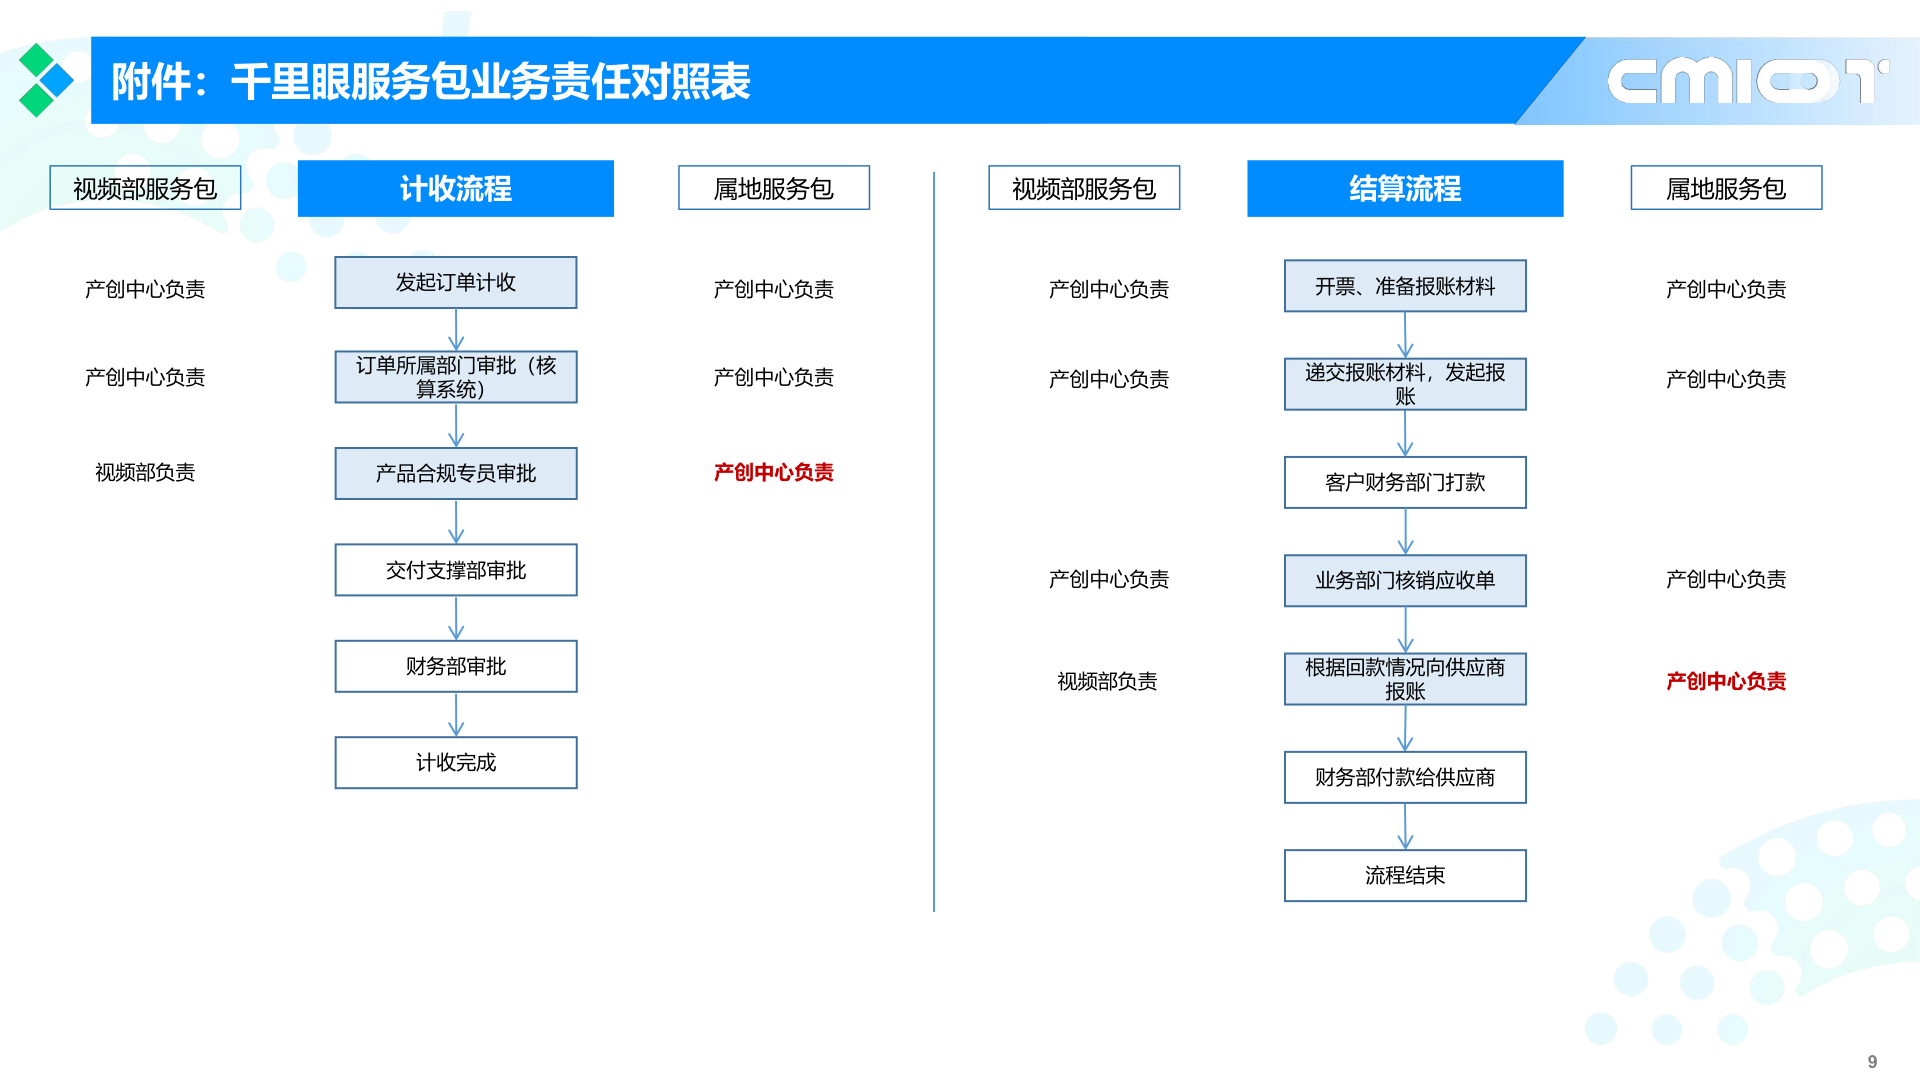 附件：千里眼服务包业务责任对照表
CMIOT
视频部服务包
计收流程
属地服务包
产创中心负责
发起订单计收
产创中心负责
产创中心负责
订单所属部门审批（核
算系统）
产创中心负责
视频部负责
产品合规专员审批
产创中心负责
交付支撑部审批
财务部审批
计收完成
视频部服务包
结算流程
属地服务包
产创中心负责
开票、准备报账材料
产创中心负责
产创中心负责
递交报账材料，发起报
账
产创中心负责
客户财务部门打款
产创中心负责
业务部门核销应收单
产创中心负责
视频部负责
根据回款情况向供应商
报账
产创中心负责
财务部付款给供应商
流程结束
9